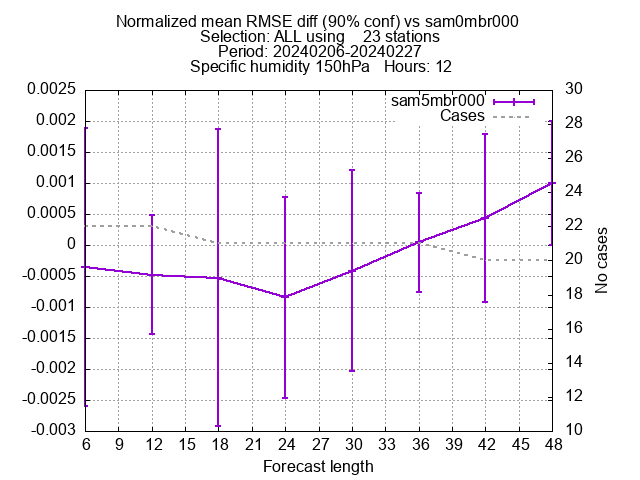 Normalized mean RMSE diff (90% conf) vs sam0mbr000
Selection: ALL using    23 stations
Period: 20240206-20240227
Specific humidity 150hPa   Hours: 12
sam5mbr000
Cases
0.0025
0.002
0.0015
0.001
0.0005
0
-0.0005
-0.001
-0.0015
-0.002
-0.0025
-0.003
30
28
26
24
22
20
18
16
14
12
10
No cases
6 9 12 15 18 21 24 27 30 33 36 39 42 45 48
Forecast length